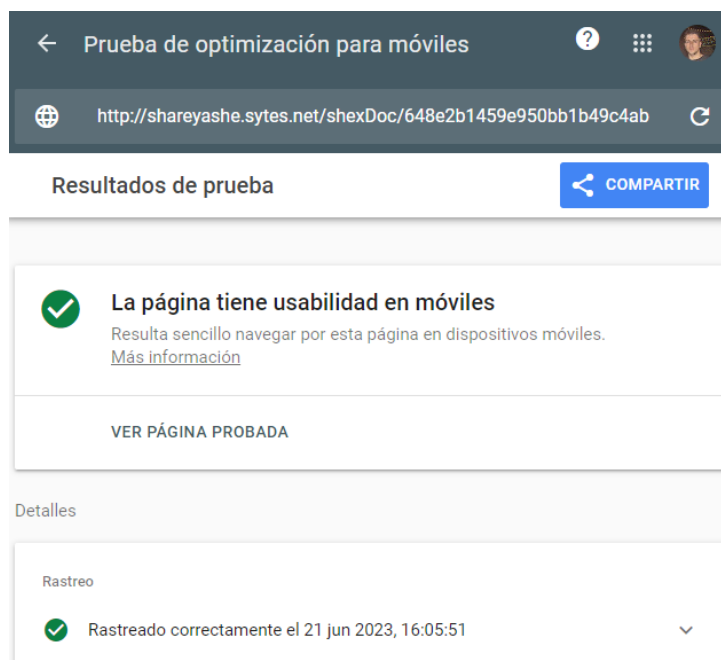 Prueba de optimización para móviles
http://shareyashe.sytes.net/shexDoc/648e2b1459e950bb1b49c4ab
Resultados de prueba
COMPARTIR
La página tiene usabilidad en móviles
Resulta sencillo navegar por esta página en dispositivos móviles.
Más información
VER PÁGINA PROBADA
Detalles
Rastreo
Rastreado correctamente el 21 jun 2023, 16:05:51